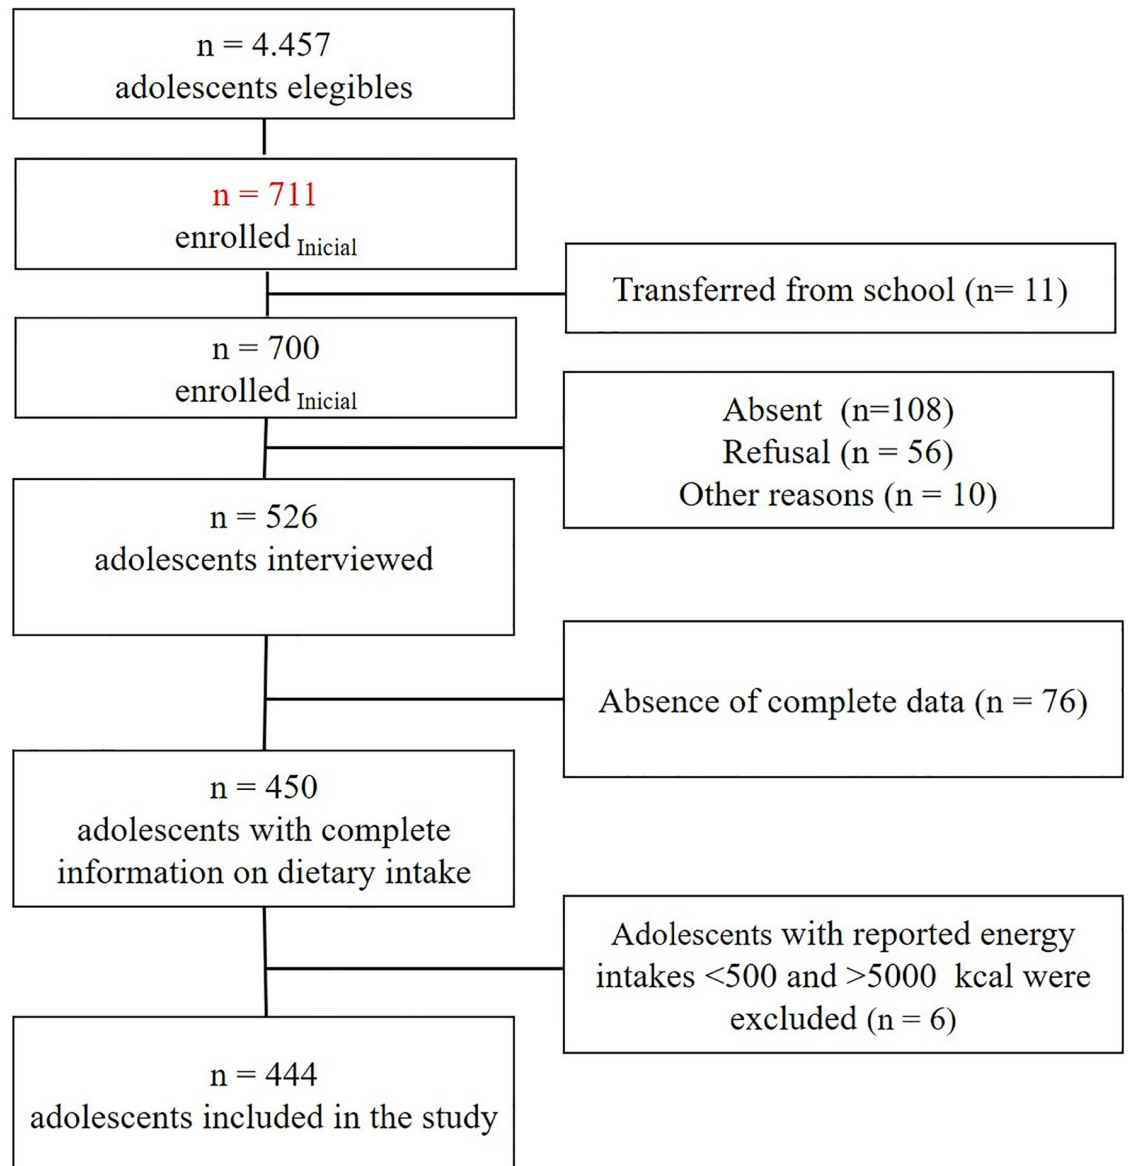 n = 4.457
adolescents elegibles
n = 711
enrolled Inicial
Transferred from school (n= 11)
n = 700
enrolled Inicial
Absent (n=108)
Refusal (n = 56)
Other reasons (n = 10)
n = 526
adolescents interviewed
Absence of complete data (n = 76)
n = 450
adolescents with complete
information on dietary intake
Adolescents with reported energy
intakes <500 and >5000 kcal were
excluded (n = 6)
n = 444
adolescents included in the study